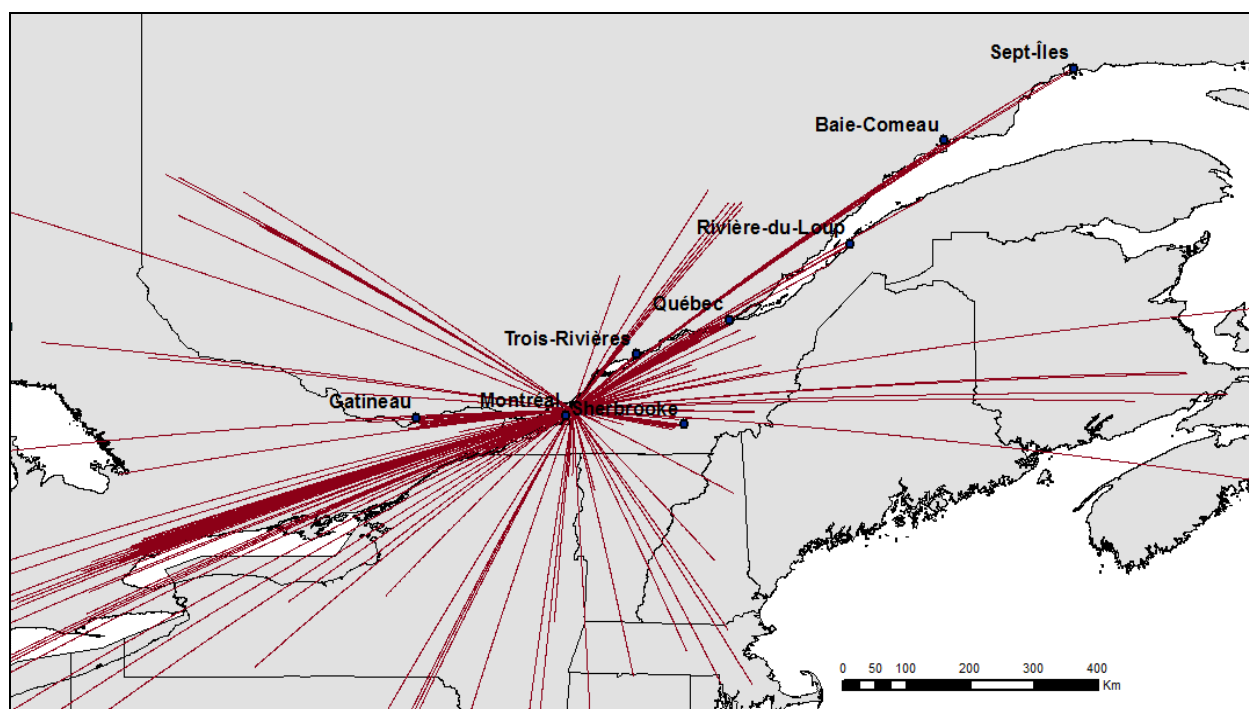 Sept-Îles
Baie-Comeau
Rivière-du-Loup
Québec
Trois-Rivières
Gatineau
Montréal
Sherbrooke
0 50 100 200 300 400
Km